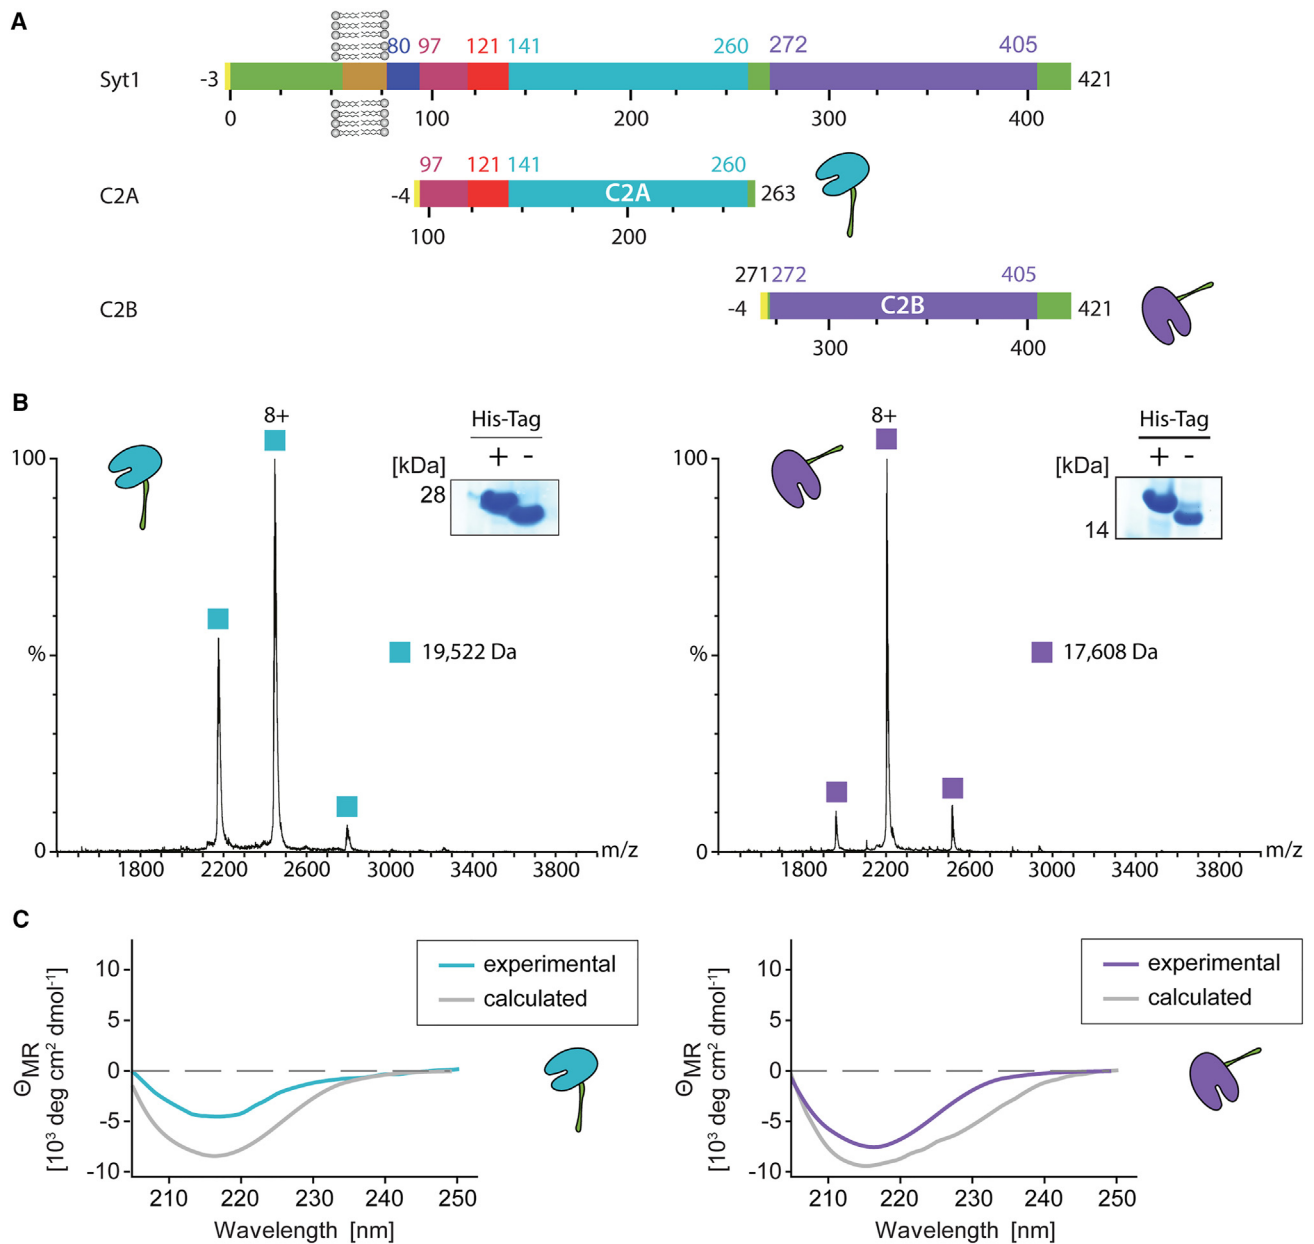 A
80 97 121 141 260 272 405
Syt1 -3 421
0 100 200 300 400
97 121 141 260
C2A -4 C2A 263
100 200
271 272 405
C2B -4 C2B 421
300 400
B
8+
His-Tag
+ -
[kDa]
28
100
%
0
19,522 Da
1800 2200 2600 3000 3400 3800 m/z
8+
His-Tag
+ -
[kDa]
14
100
%
0
17,608 Da
1800 2200 2600 3000 3400 3800 m/z
C
experimental
calculated
10
5
0
-5
-10
ΘMR
[10³ deg cm² dmol⁻¹]
210 220 230 240 250
Wavelength [nm]
experimental
calculated
10
5
0
-5
-10
ΘMR
[10³ deg cm² dmol⁻¹]
210 220 230 240 250
Wavelength [nm]